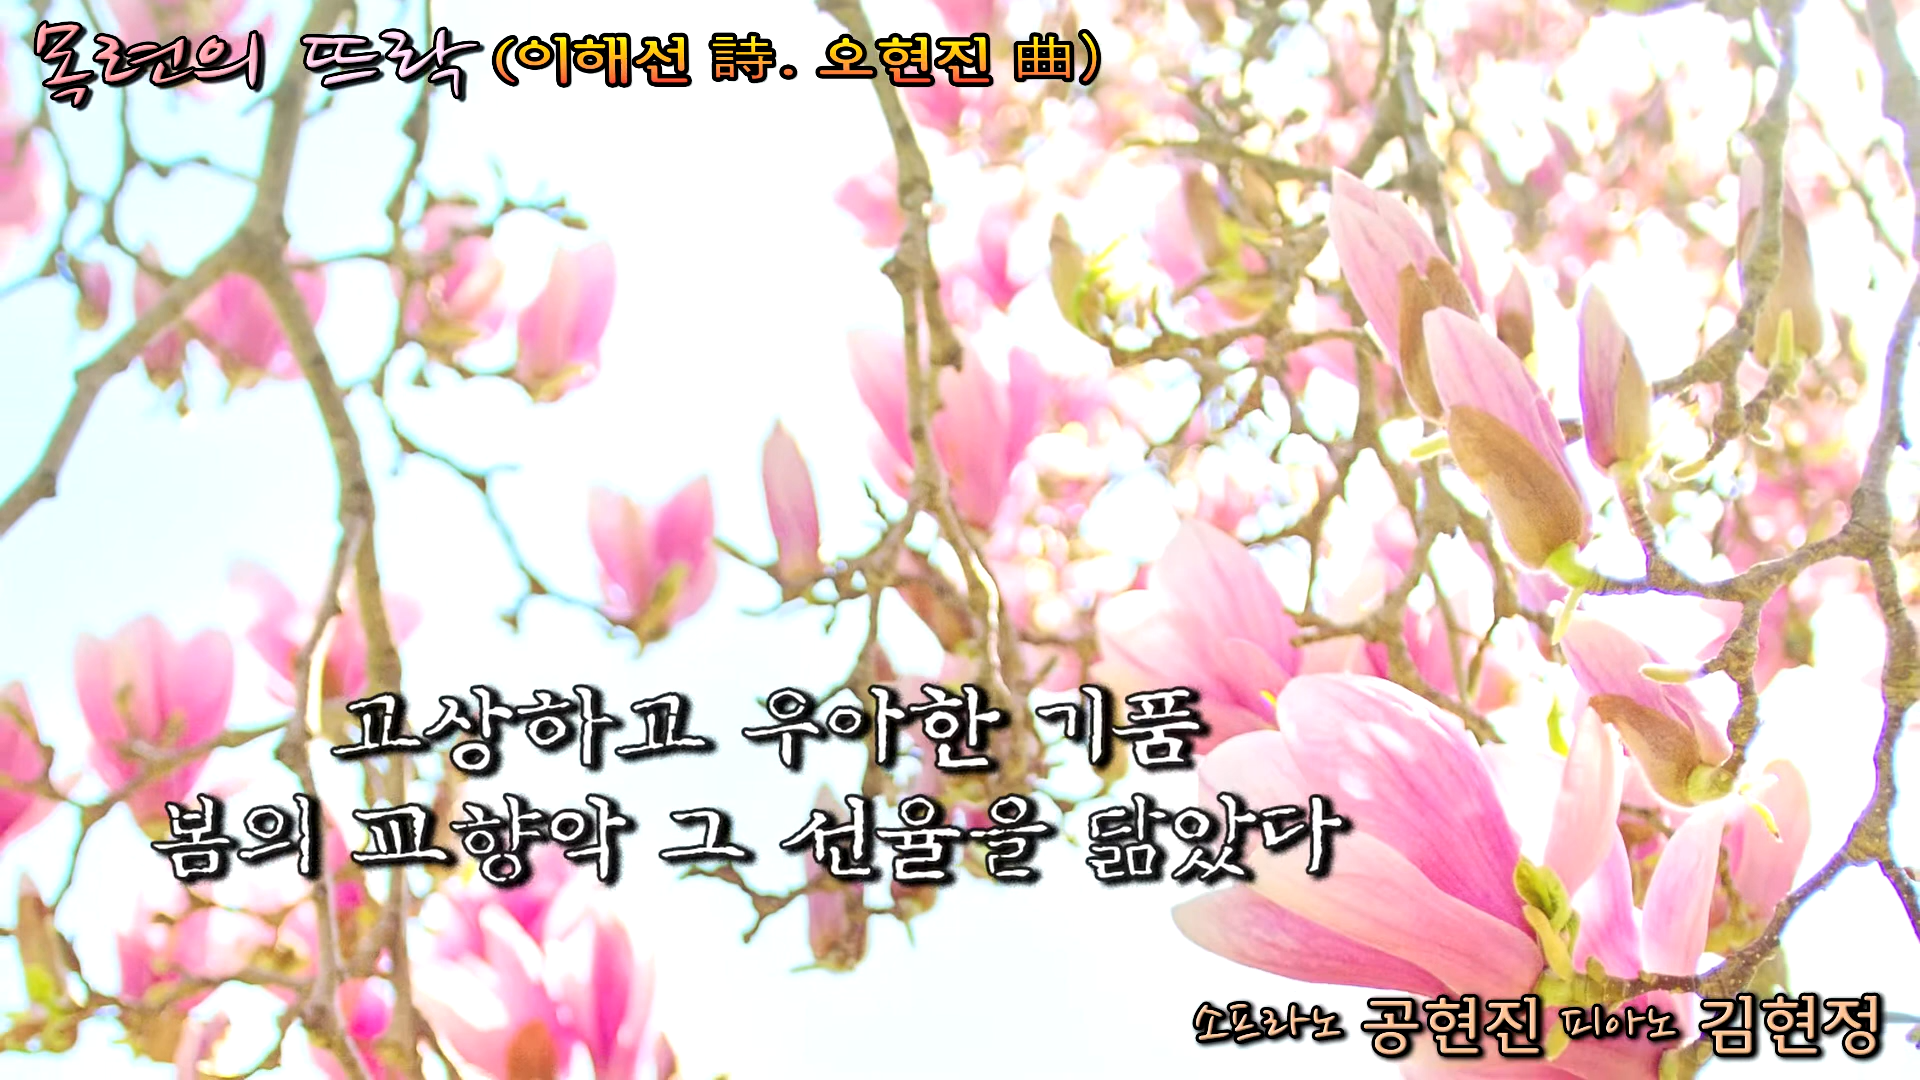 목련의 뜨락 (이해선 詩. 오현진 曲)
고상하고 우아한 기품
봄의 교향악 그 선율을 닮았다
소프라노 공현진 피아노 김현정